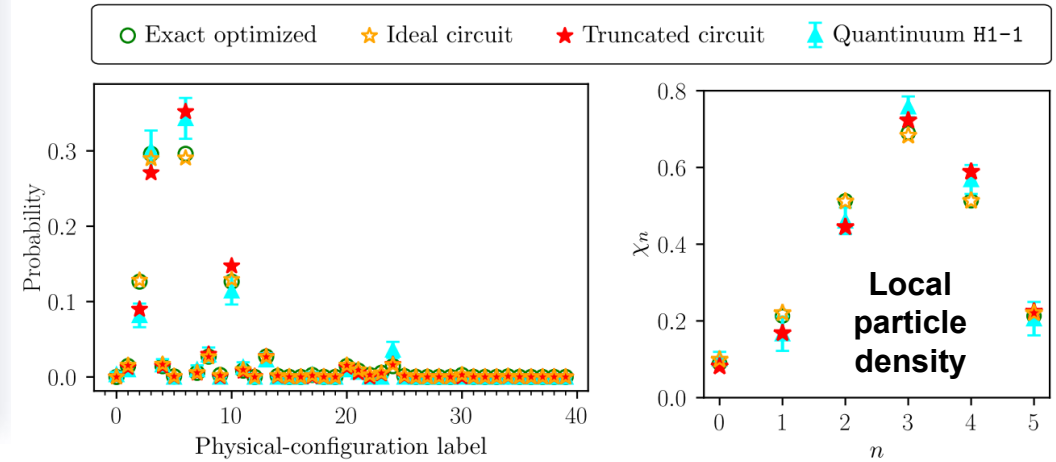 Exact optimized Ideal circuit Truncated circuit Quantinuum H1-1
Probability
0.3
0.2
0.1
0.0
0 10 20 30 40
Physical-configuration label
χn
0.8
0.6
0.4
0.2
0.0
Local
particle
density
0 1 2 3 4 5
n